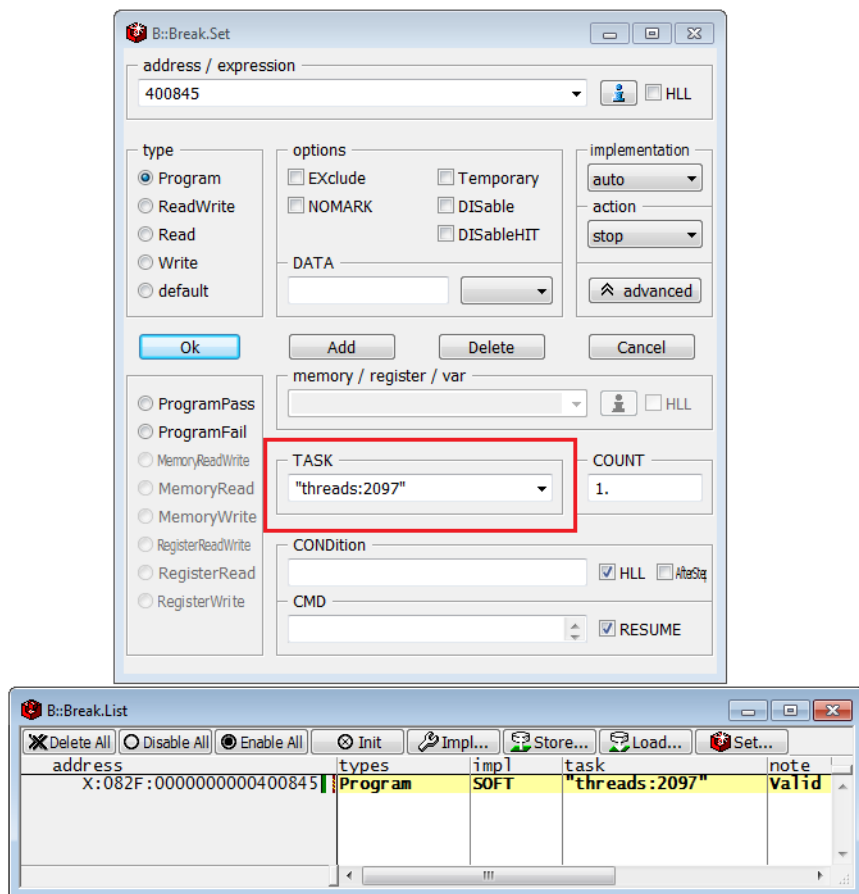 B::Break.Set
address / expression
400845
i HLL
type
options
implementation
Program
EXclude
Temporary
auto
ReadWrite
NOMARK
DISable
action
Read
DISableHIT
stop
Write
DATA
default
advanced
Ok
Add
Delete
Cancel
memory / register / var
ProgramPass
i HLL
ProgramFail
MemoryReadWrite
TASK
COUNT
MemoryRead
"threads:2097"
1.
MemoryWrite
RegisterReadWrite
CONDition
RegisterRead
HLL
AfterStep
RegisterWrite
CMD
RESUME
B::Break.List
Delete All Disable All Enable All Init Impl... Store... Load... Set...
address types impl task note
X:082F:0000000000400845 Program SOFT "threads:2097" Valid